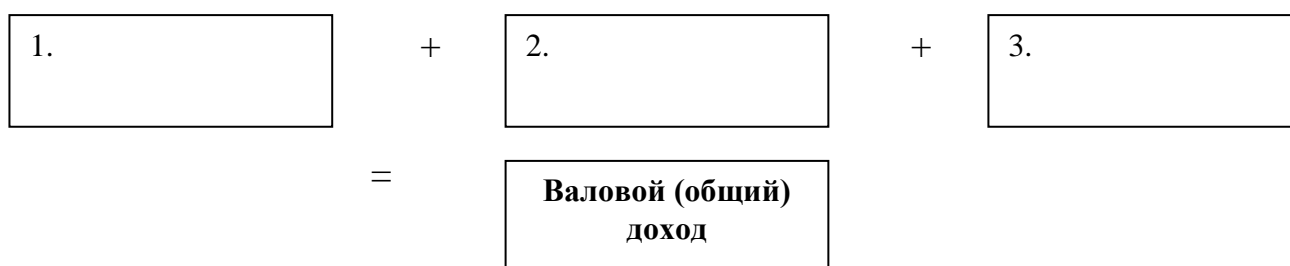 1. + 2. + 3.
= Валовой (общий)
доход